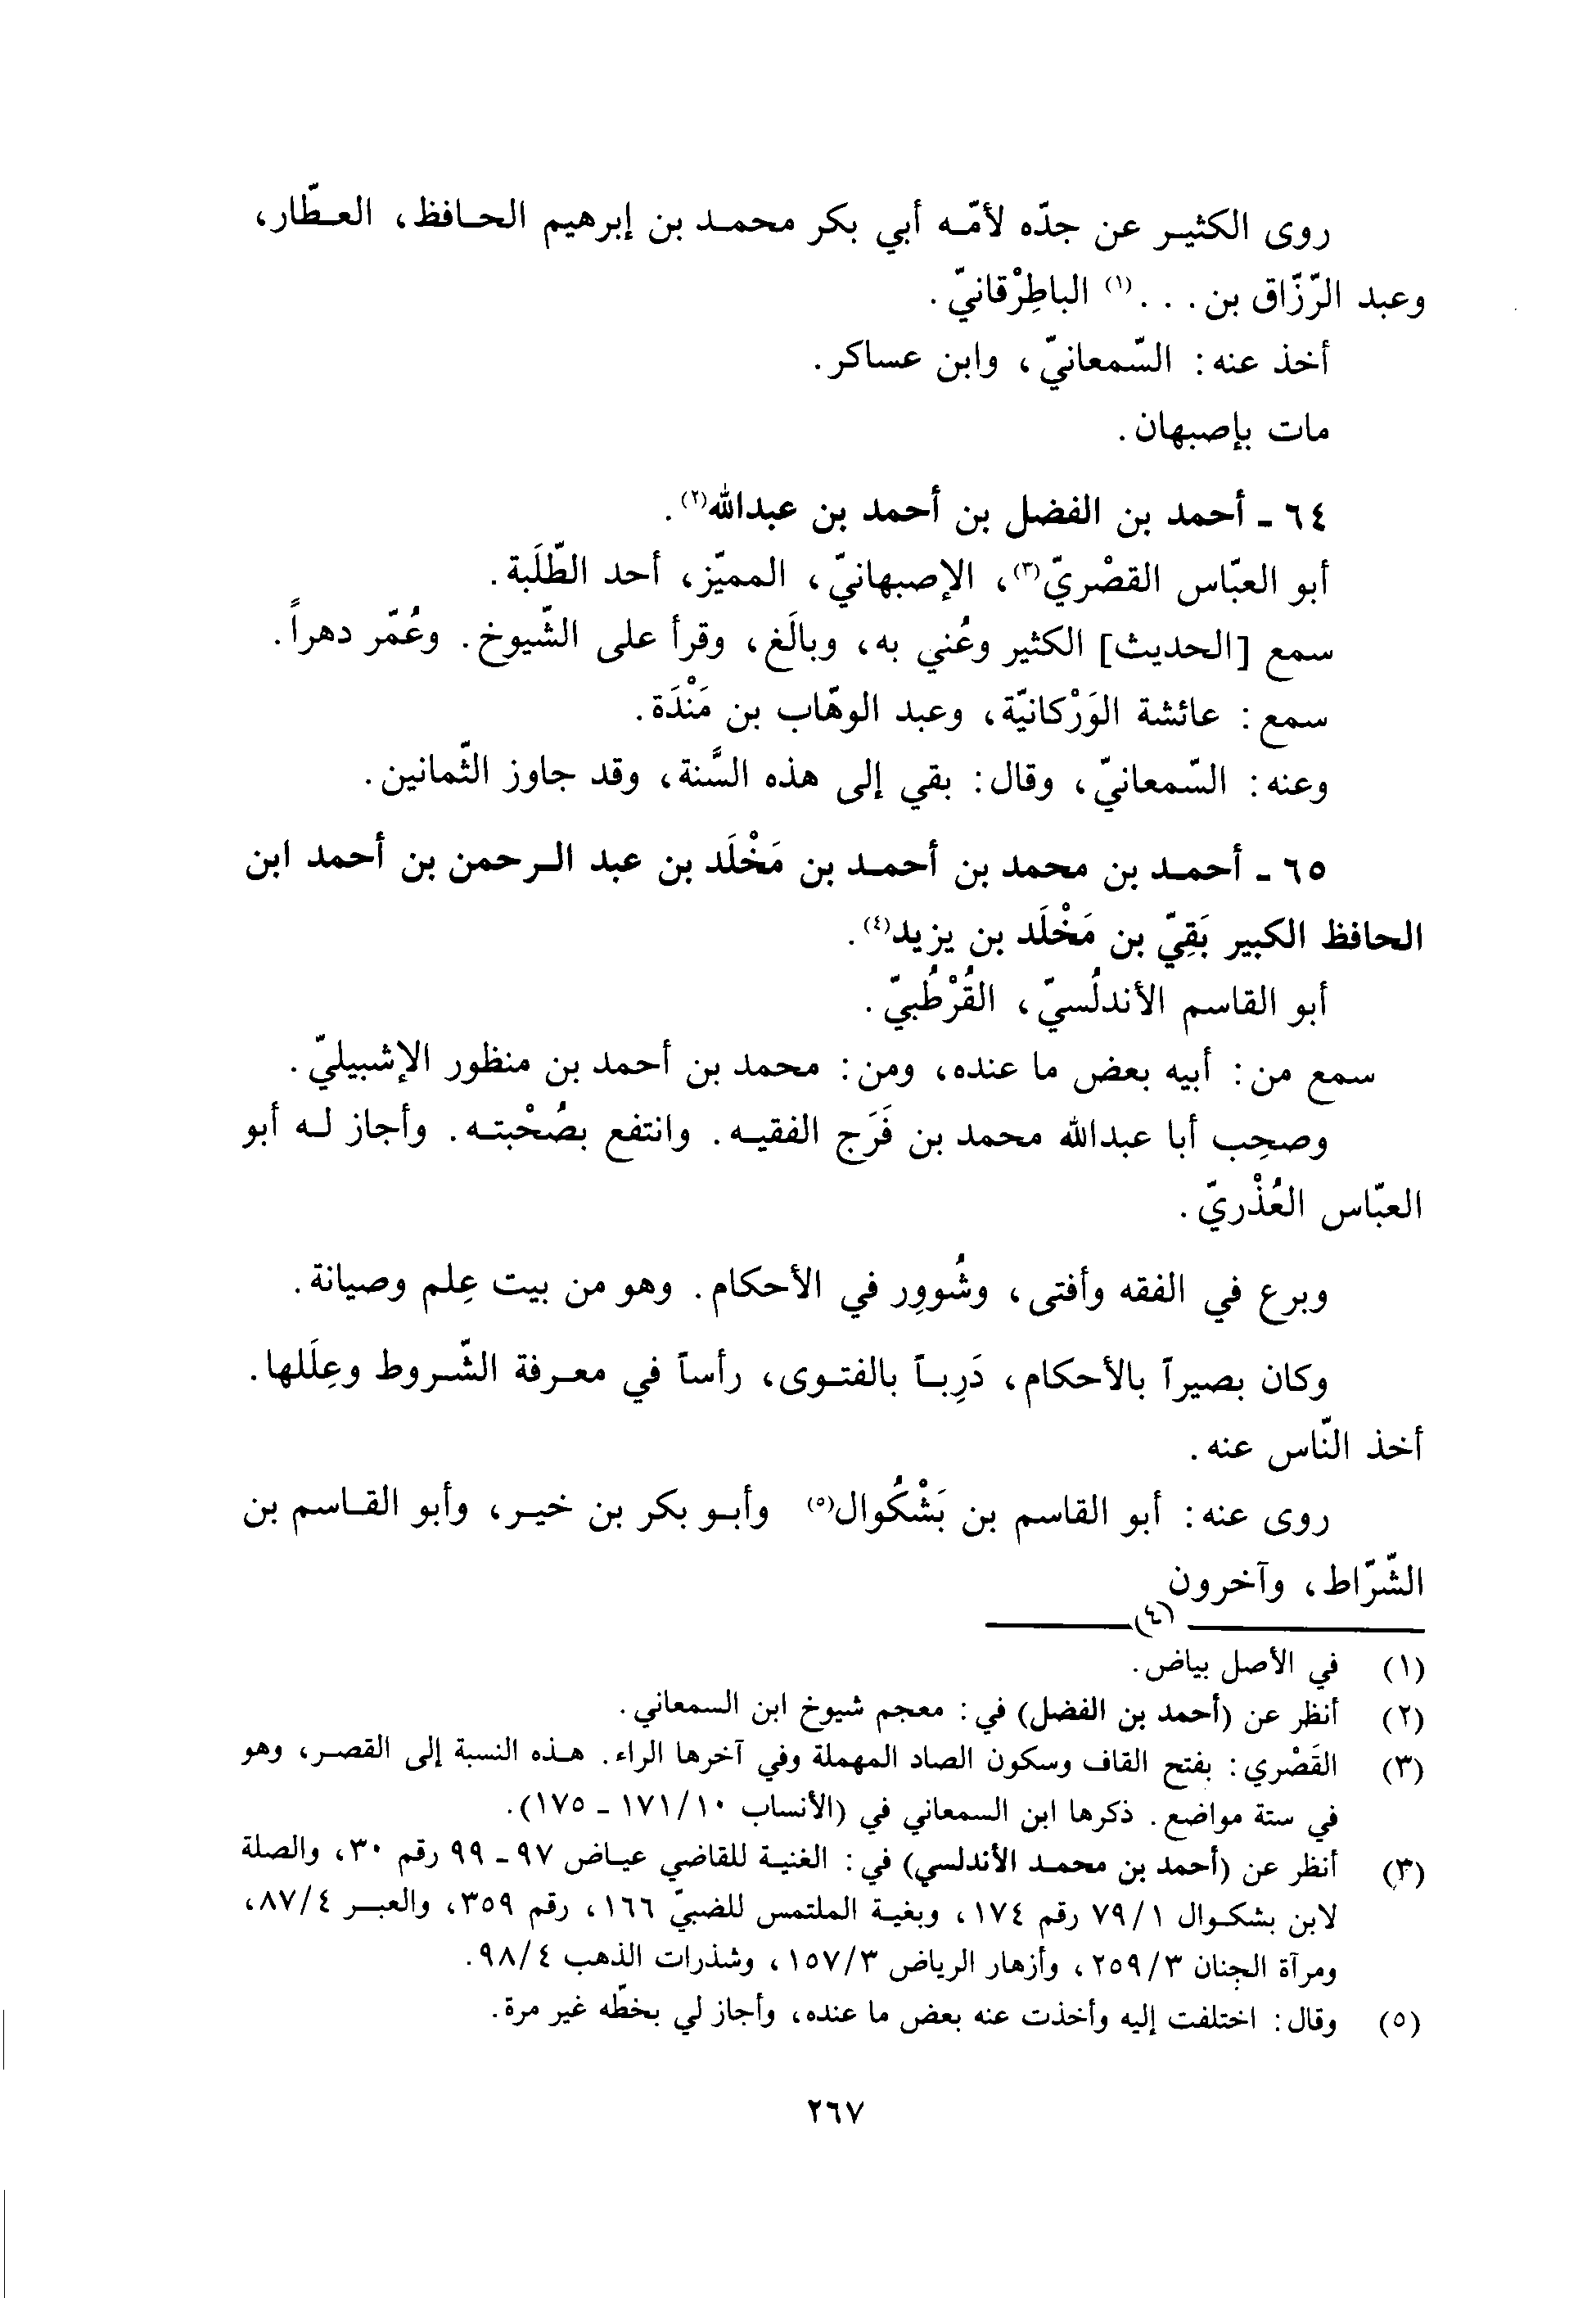 روى الكثير عن جدّه لأمّه أبي بكر محمد بن إبرهيم الحافظ، العطّار،
وعبد الرّزّاق بن . . . (١) الباطِرْقانيّ.
أخذ عنه: السّمعانيّ، وابن عساكر.
مات بإصبهان.
٦٤ ـ أحمد بن الفضل بن أحمد بن عبدالله(٢).
أبو العبّاس القصْريّ(٣)، الإصبهانيّ، المميّز، أحد الطّلَبة.
سمع [الحديث] الكثير وعُني به، وبالَغ، وقرأ على الشّيوخ. وعُمّر دهراً.
سمع: عائشة الوَرْكانيّة، وعبد الوهّاب بن مَنْدَة.
وعنه: السّمعانيّ، وقال: بقي إلى هذه السَّنة، وقد جاوز الثّمانين.
٦٥ ـ أحمد بن محمد بن أحمد بن مَخْلَد بن عبد الرحمن بن أحمد ابن
الحافظ الكبير بَقِيّ بن مَخْلَد بن يزيد(٤).
أبو القاسم الأندلُسيّ، القُرْطُبيّ.
سمع من: أبيه بعض ما عنده، ومن: محمد بن أحمد بن منظور الإشبيليّ.
وصحِب أبا عبدالله محمد بن فَرَج الفقيه. وانتفع بصُحْبته. وأجاز له أبو
العبّاس العُذْريّ.
وبرع في الفقه وأفتى، وشُووِر في الأحكام. وهو من بيت عِلم وصيانة.
وكان بصيراً بالأحكام، دَرِباً بالفتوى، رأساً في معرفة الشّروط وعِلَلها.
أخذ النّاس عنه.
روى عنه: أبو القاسم بن بَشْكُوال(٥) وأبو بكر بن خير، وأبو القاسم بن
الشّرّاط، وآخرون
(٤)
(١) في الأصل بياض.
(٢) أنظر عن (أحمد بن الفضل) في: معجم شيوخ ابن السمعاني.
(٣) القَصْري: بفتح القاف وسكون الصاد المهملة وفي آخرها الراء. هذه النسبة إلى القصر، وهو
في ستة مواضع. ذكرها ابن السمعاني في (الأنساب ١٠/١٧١ ـ ١٧٥).
(٣) أنظر عن (أحمد بن محمد الأندلسي) في: الغنية للقاضي عياض ٩٧ ـ ٩٩ رقم ٣٠، والصلة
لابن بشكوال ٧٩/١ رقم ١٧٤، وبغية الملتمس للضبيّ ١٦٦، رقم ٣٥٩، والعبر ٨٧/٤،
ومرآة الجنان ٢٥٩/٣، وأزهار الرياض ١٥٧/٣، وشذرات الذهب ٩٨/٤.
(٥) وقال: اختلفت إليه وأخذت عنه بعض ما عنده، وأجاز لي بخطّه غير مرة.
٢٦٧